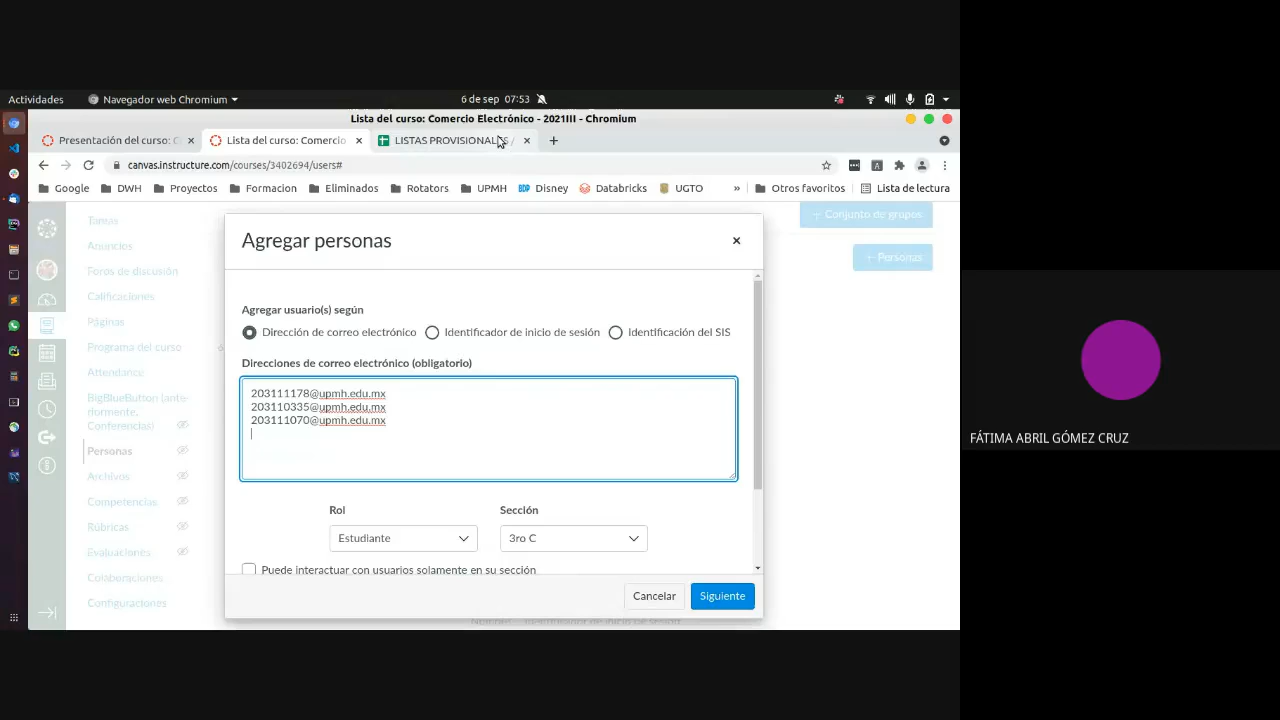 Actividades
Navegador web Chromium
6 de sep 07:53
Lista del curso: Comercio Electrónico - 2021III - Chromium
Presentación del curso: C
Lista del curso: Comercio
LISTAS PROVISIONALES /
canvas.instructure.com/courses/3402694/users#
Google
DWH
Proyectos
Formacion
Eliminados
Rotators
UPMH
Disney
Databricks
UGTO
»
Otros favoritos
Lista de lectura
Tareas
Anuncios
Foros de discusión
Calificaciones
Páginas
Programa del curso
Attendance
BigBlueButton (ante-
riormente,
Conferencias)
Personas
Archivos
Competencias
Rúbricas
Evaluaciones
Colaboraciones
Configuraciones
+ Conjunto de grupos
+ Personas
Agregar personas
Agregar usuario(s) según
Dirección de correo electrónico
Identificador de inicio de sesión
Identificación del SIS
Direcciones de correo electrónico (obligatorio)
203111178@upmh.edu.mx
203110335@upmh.edu.mx
203111070@upmh.edu.mx
Rol
Sección
Estudiante
3ro C
Puede interactuar con usuarios solamente en su sección
Cancelar
Siguiente
FÁTIMA ABRIL GÓMEZ CRUZ